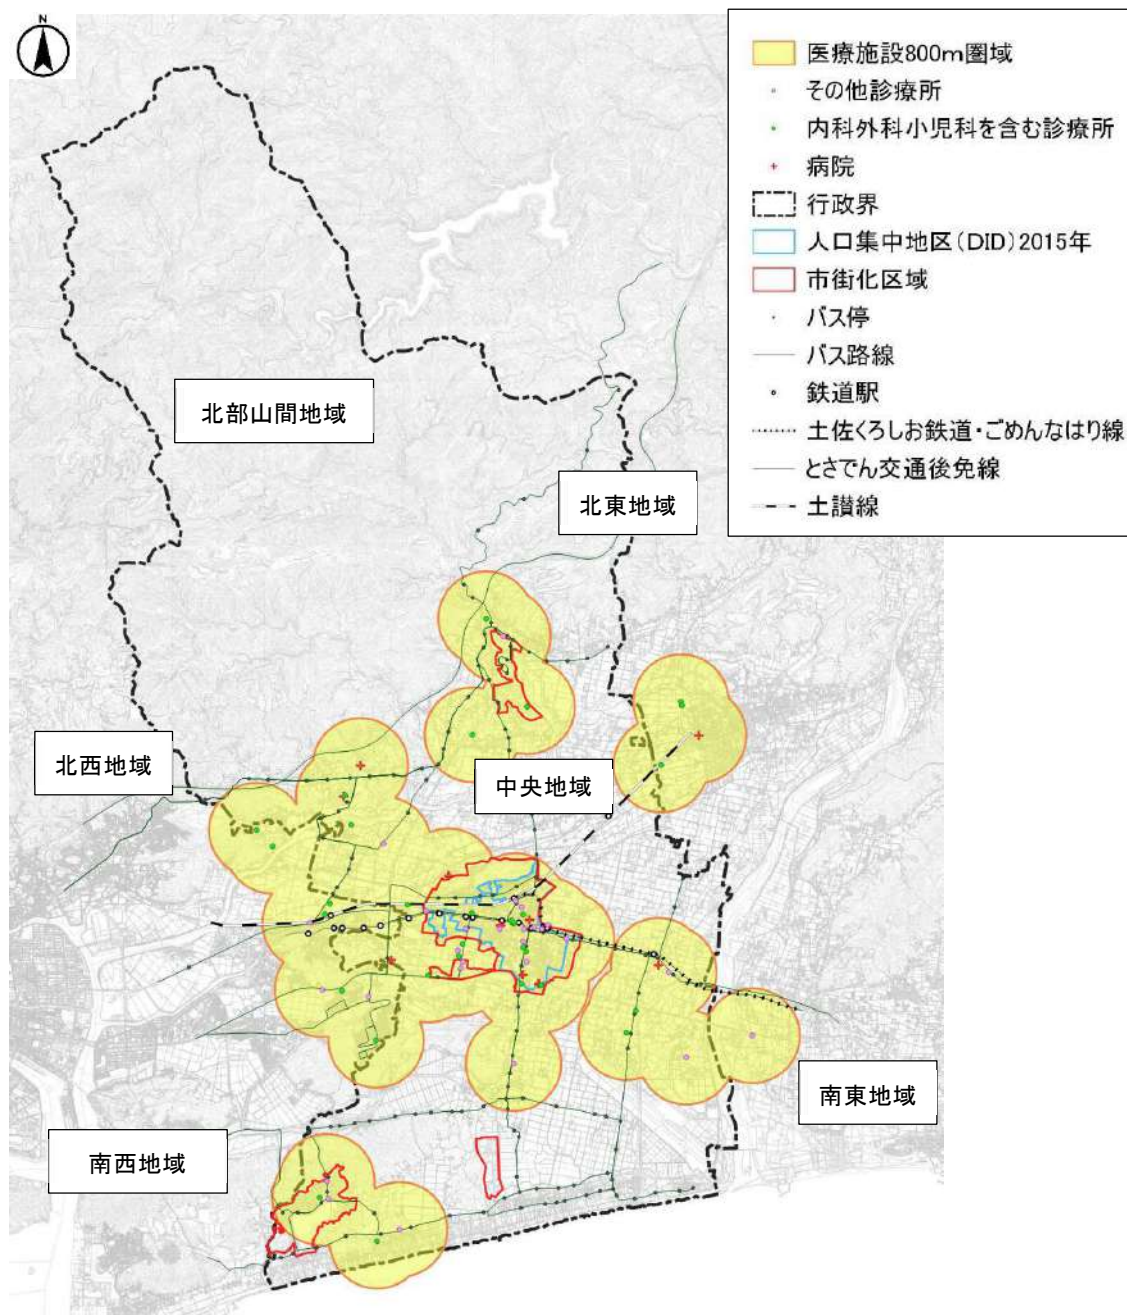 N
医療施設800m圏域
その他診療所
内科外科小児科を含む診療所
病院
行政界
人口集中地区(DID)2015年
市街化区域
バス停
バス路線
鉄道駅
土佐くろしお鉄道・ごめんなはり線
とさでん交通後免線
土讃線
北部山間地域
北東地域
北西地域
中央地域
南東地域
南西地域